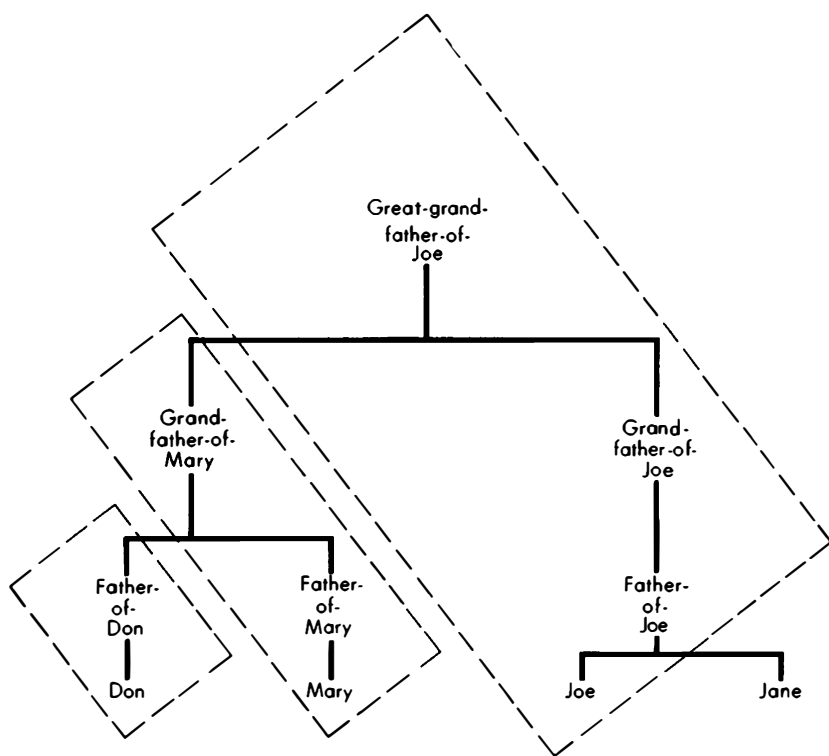 Great-grand-
father-of-
Joe
Grand-
father-of-
Mary
Grand-
father-of-
Joe
Father-
of-
Don
Father-
of-
Mary
Father-
of-
Joe
Don
Mary
Joe
Jane